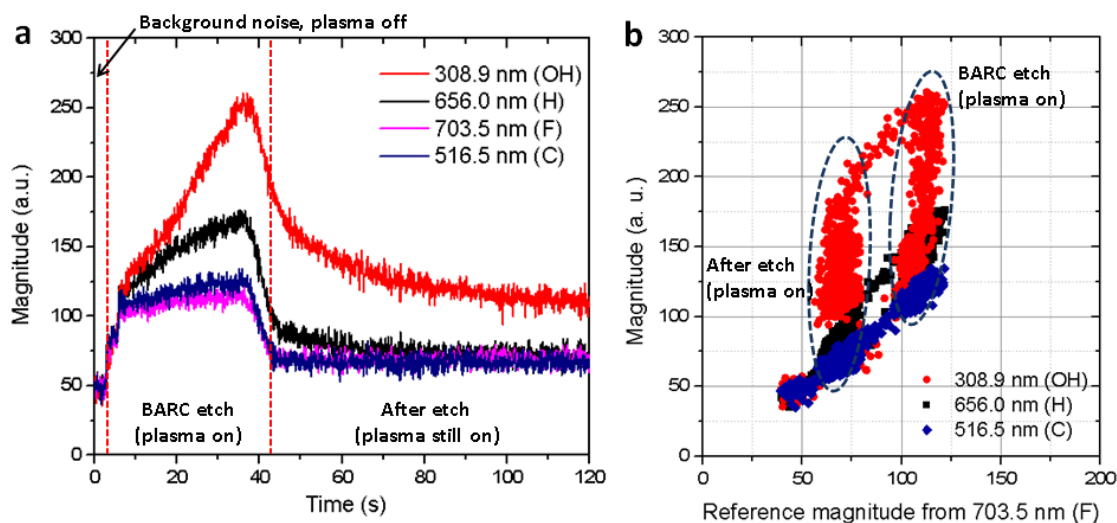 a
Background noise, plasma off
300
250
200
150
100
50
0
0 20 40 60 80 100 120
Magnitude (a.u.)
Time (s)
308.9 nm (OH)
656.0 nm (H)
703.5 nm (F)
516.5 nm (C)
BARC etch
(plasma on)
After etch
(plasma still on)
b
300
250
200
150
100
50
0
0 50 100 150 200
Magnitude (a. u.)
Reference magnitude from 703.5 nm (F)
BARC etch
(plasma on)
After etch
(plasma on)
308.9 nm (OH)
656.0 nm (H)
516.5 nm (C)